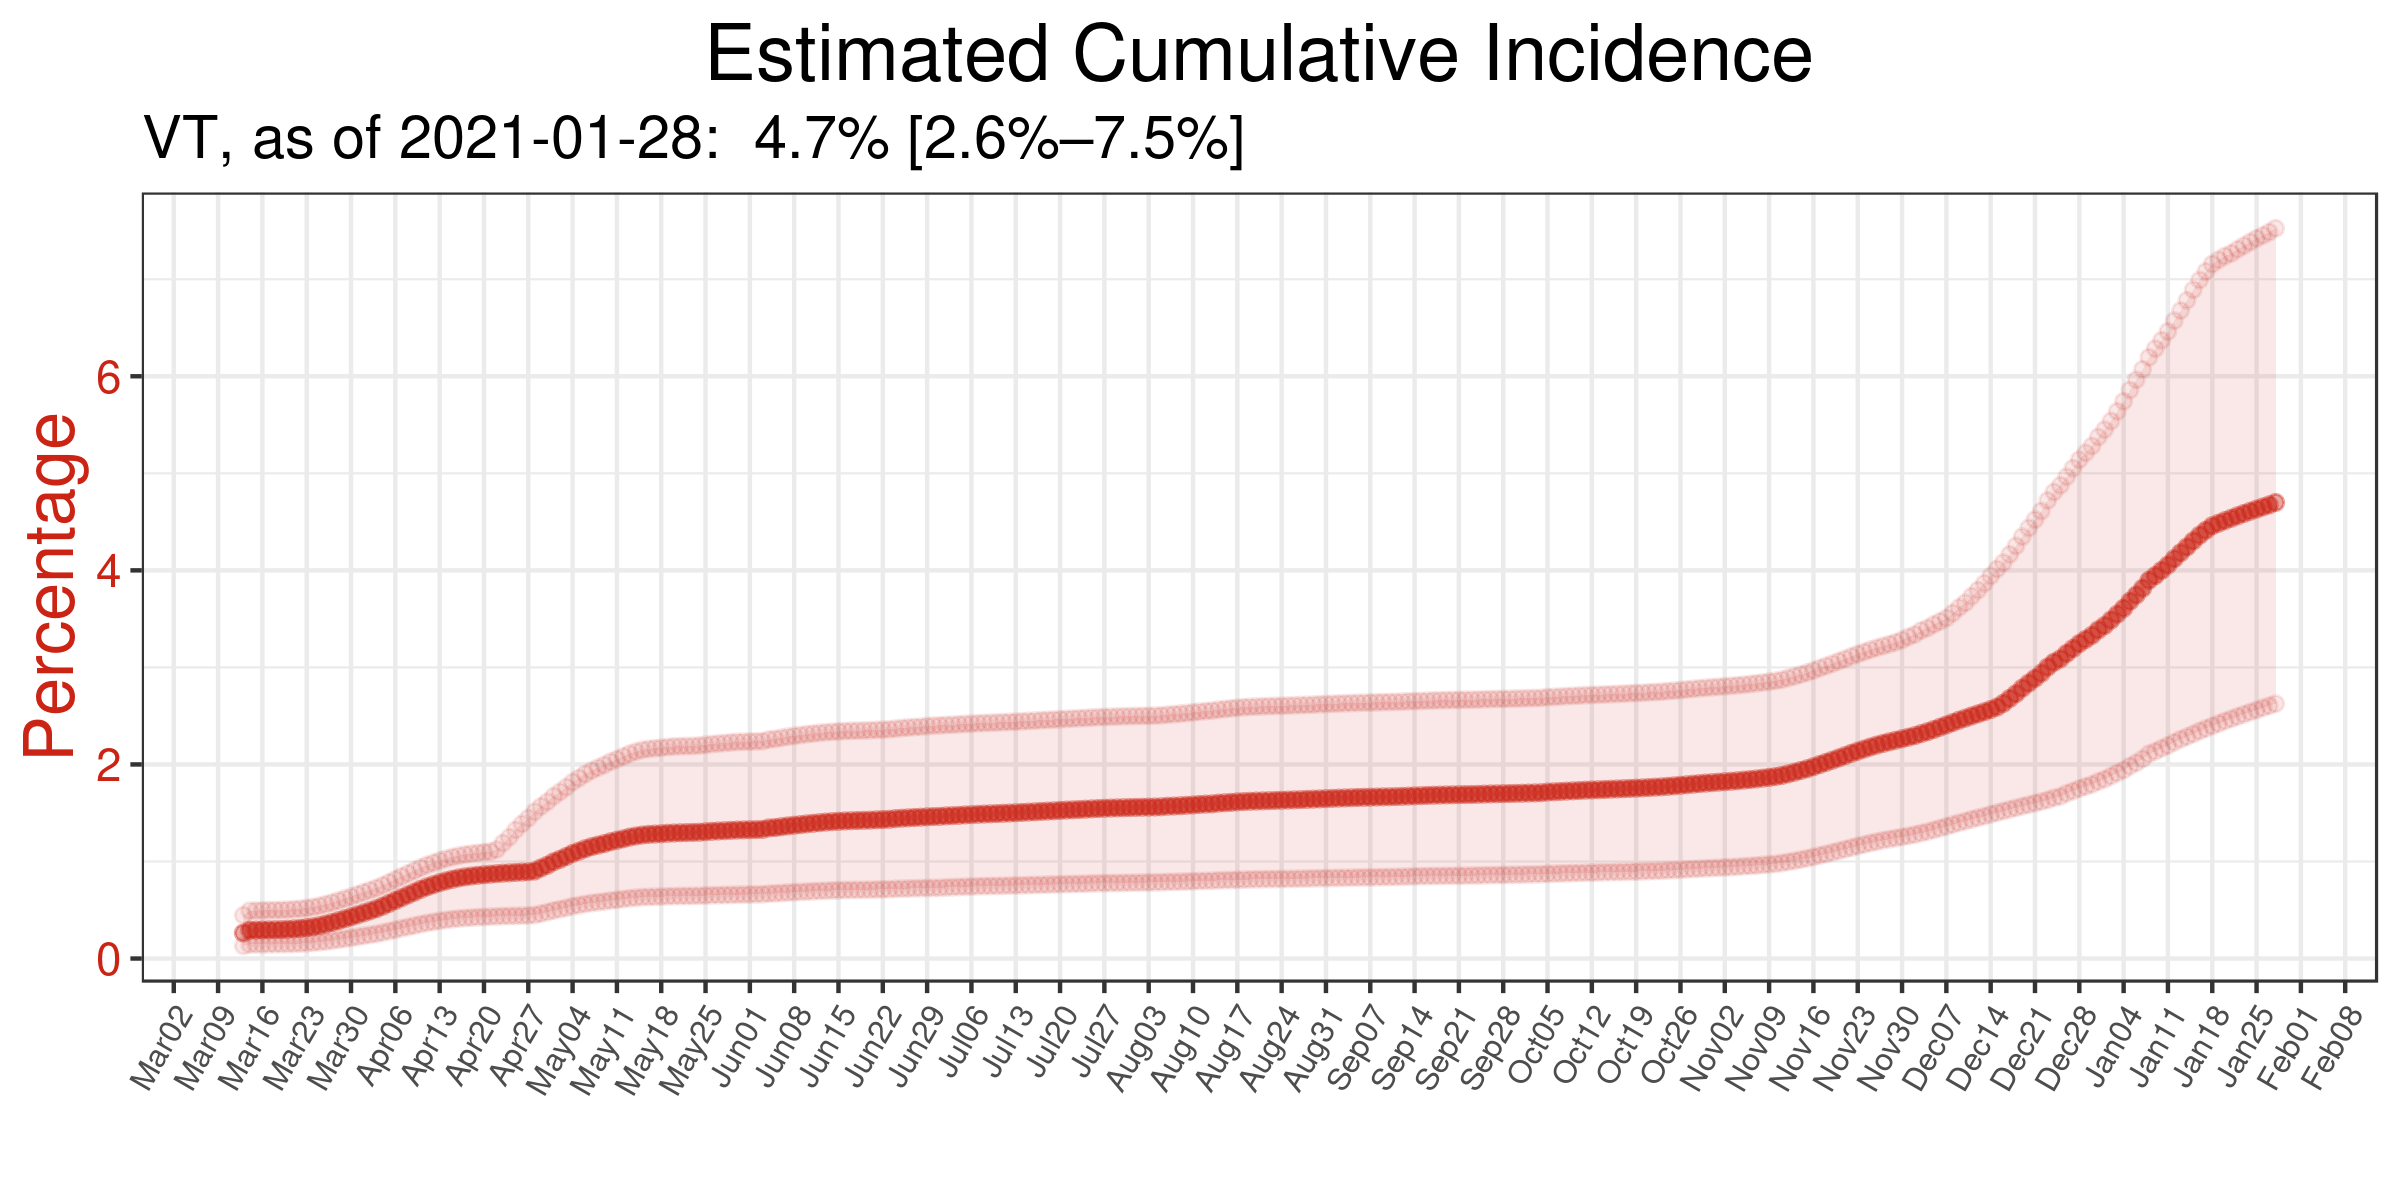 Estimated Cumulative Incidence
VT, as of 2021-01-28:  4.7% [2.6%–7.5%]
Percentage
6
4
2
0
Mar02
Mar09
Mar16
Mar23
Mar30
Apr06
Apr13
Apr20
Apr27
May04
May11
May18
May25
Jun01
Jun08
Jun15
Jun22
Jun29
Jul06
Jul13
Jul20
Jul27
Aug03
Aug10
Aug17
Aug24
Aug31
Sep07
Sep14
Sep21
Sep28
Oct05
Oct12
Oct19
Oct26
Nov02
Nov09
Nov16
Nov23
Nov30
Dec07
Dec14
Dec21
Dec28
Jan04
Jan11
Jan18
Jan25
Feb01
Feb08